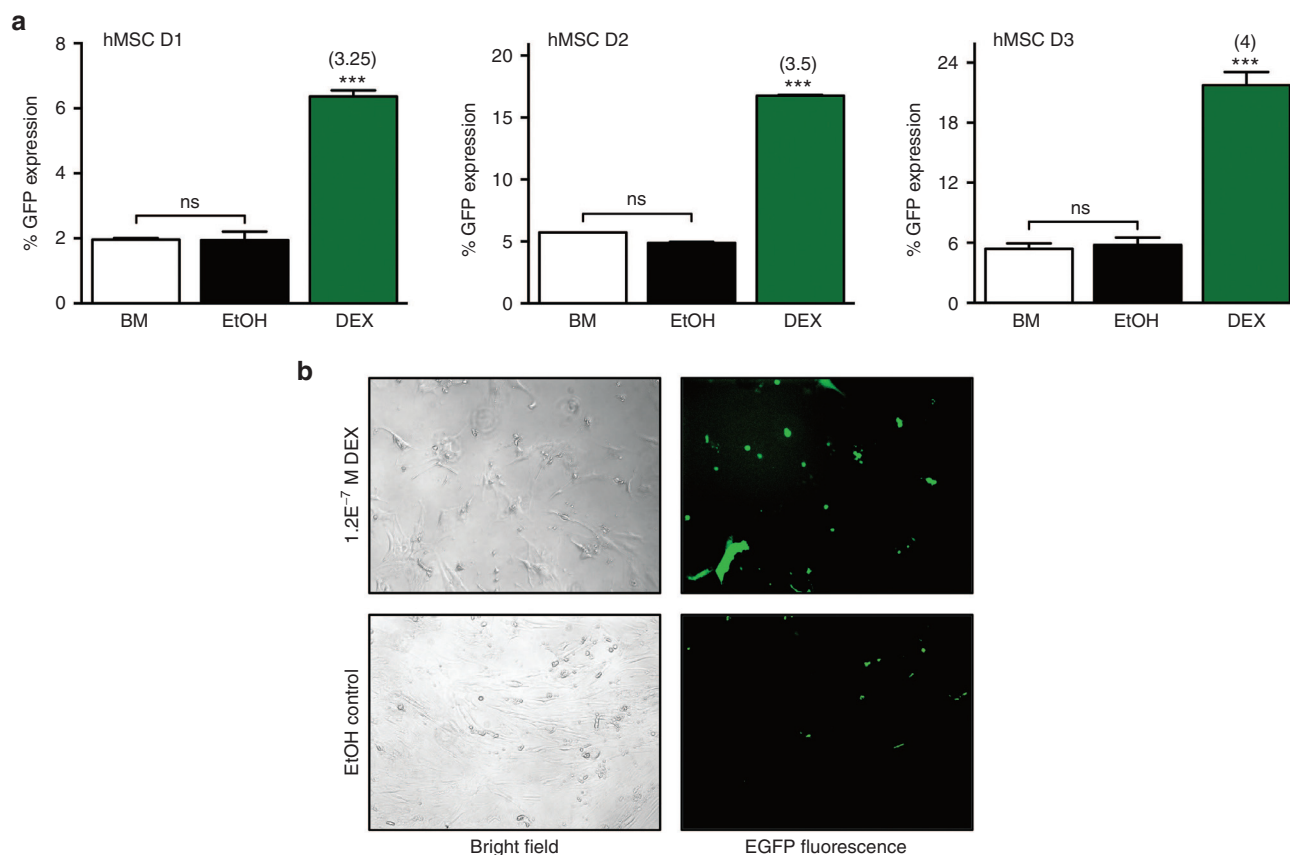 a
hMSC D1
% GFP expression
8
6
4
2
0
ns
(3.25)
***
BM EtOH DEX
hMSC D2
% GFP expression
20
15
10
5
0
ns
(3.5)
***
BM EtOH DEX
hMSC D3
% GFP expression
24
18
12
6
0
ns
(4)
***
BM EtOH DEX
b
1.2E⁻⁷ M DEX
EtOH control
Bright field
EGFP fluorescence